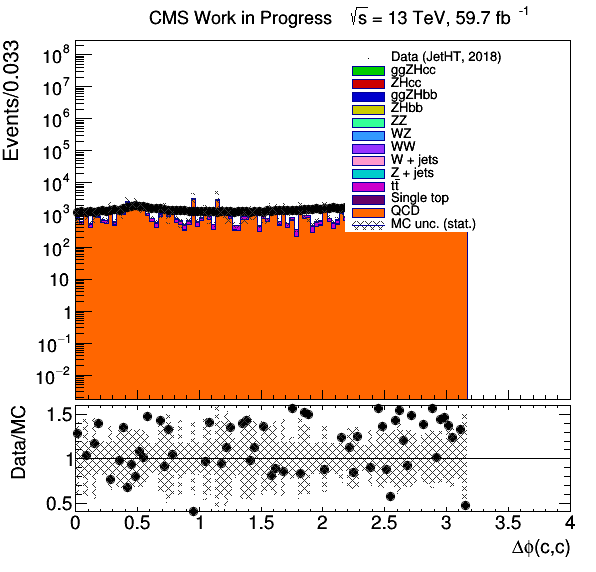 CMS Work in Progress √s = 13 TeV, 59.7 fb⁻¹
Events/0.033
10⁸
10⁷
10⁶
10⁵
10⁴
10³
10²
10
1
10⁻¹
10⁻²
Data (JetHT, 2018)
ggZHcc
ZHcc
ggZHbb
ZHbb
ZZ
WZ
WW
W + jets
Z + jets
tt̄
Single top
QCD
MC unc. (stat.)
Data/MC
1.5
1
0.5
0 0.5 1 1.5 2 2.5 3 3.5 4
Δϕ(c,c)